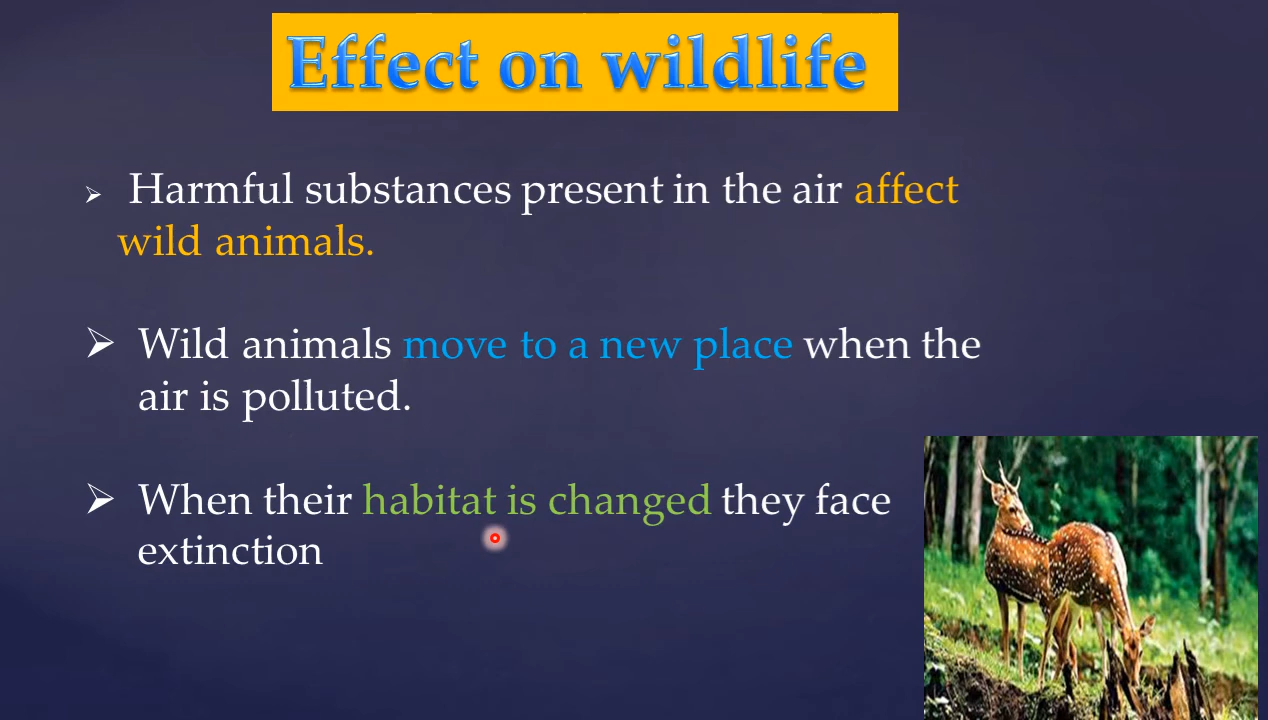 Effect on wildlife
➢ Harmful substances present in the air affect
wild animals.
➢ Wild animals move to a new place when the
air is polluted.
➢ When their habitat is changed they face
extinction